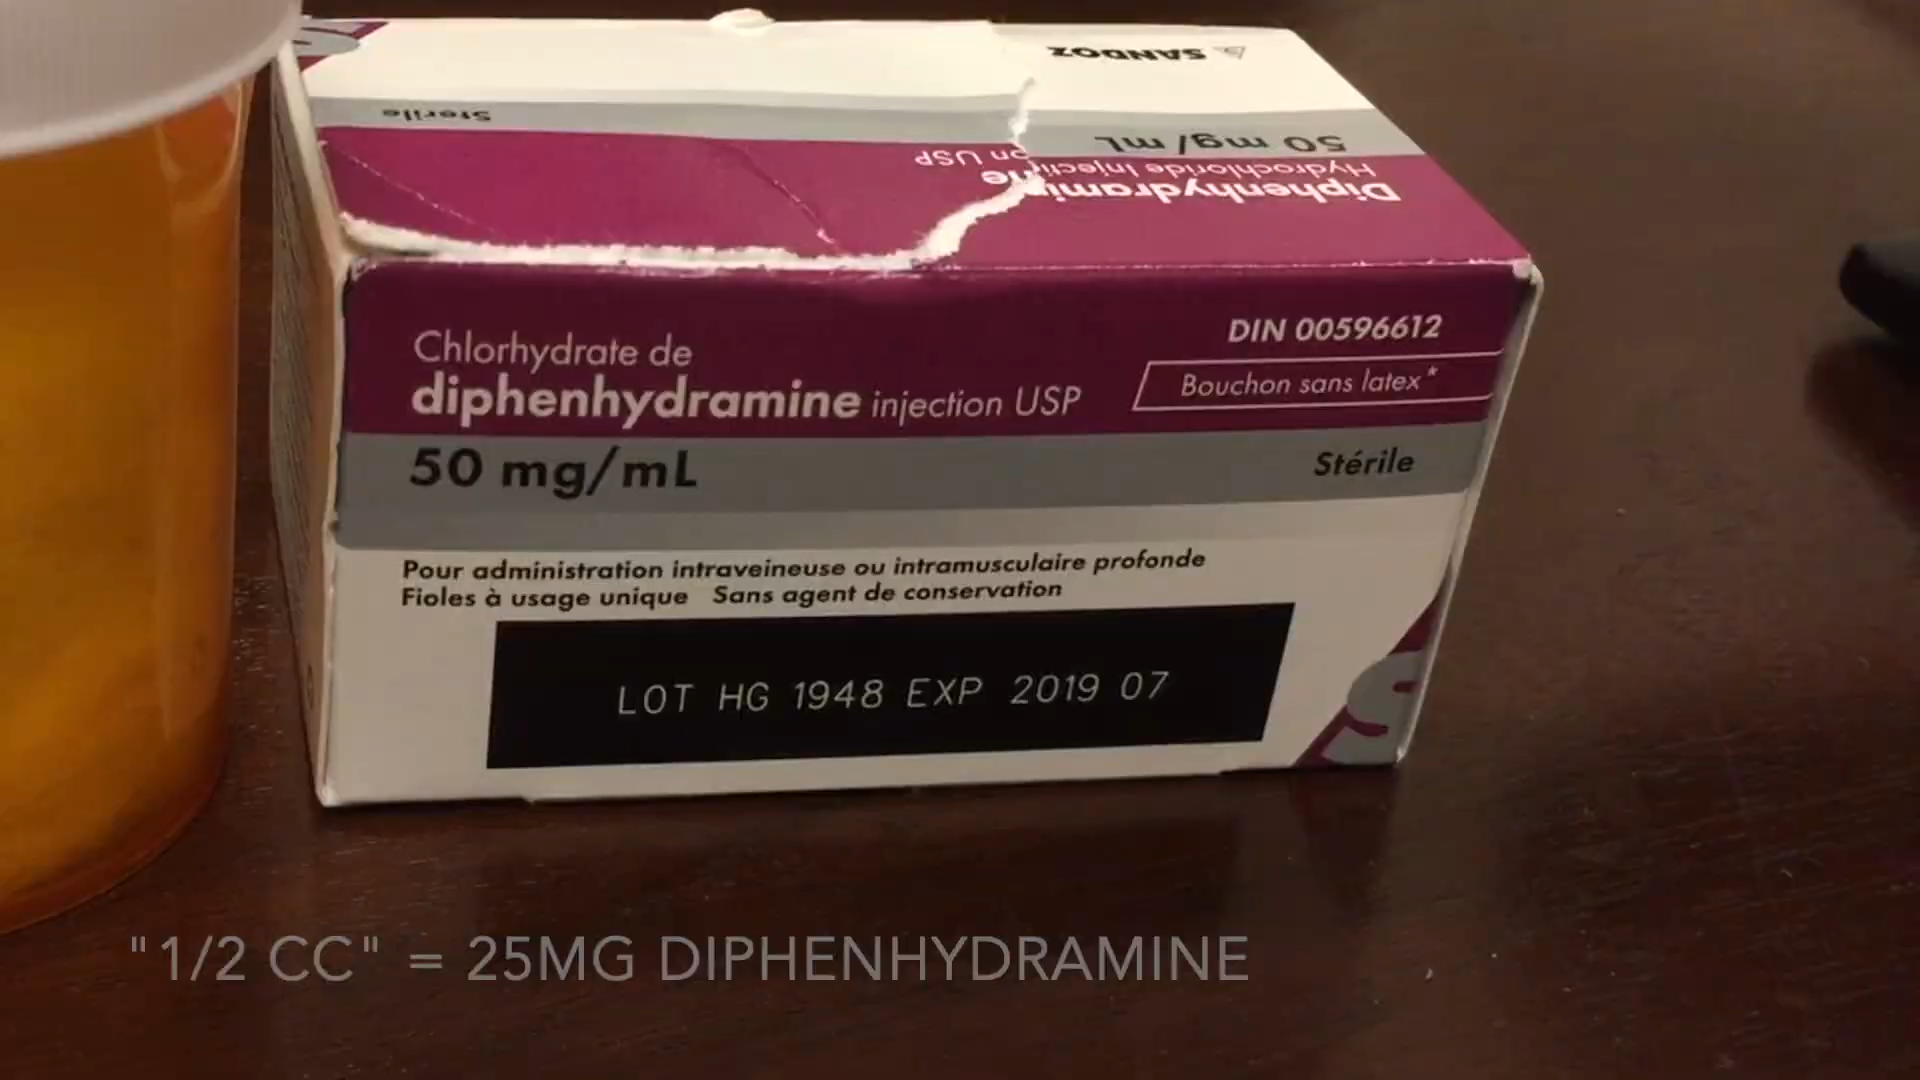 SANDOZ
Sterile
50 mg/mL
Diphenhydramine
Hydrochloride Injection USP
Chlorhydrate de
diphenhydramine injection USP
DIN 00596612
Bouchon sans latex*
50 mg/mL
Stérile
Pour administration intraveineuse ou intramusculaire profonde
Fioles à usage unique Sans agent de conservation
LOT HG 1948 EXP 2019 07
"1/2 CC" = 25MG DIPHENHYDRAMINE